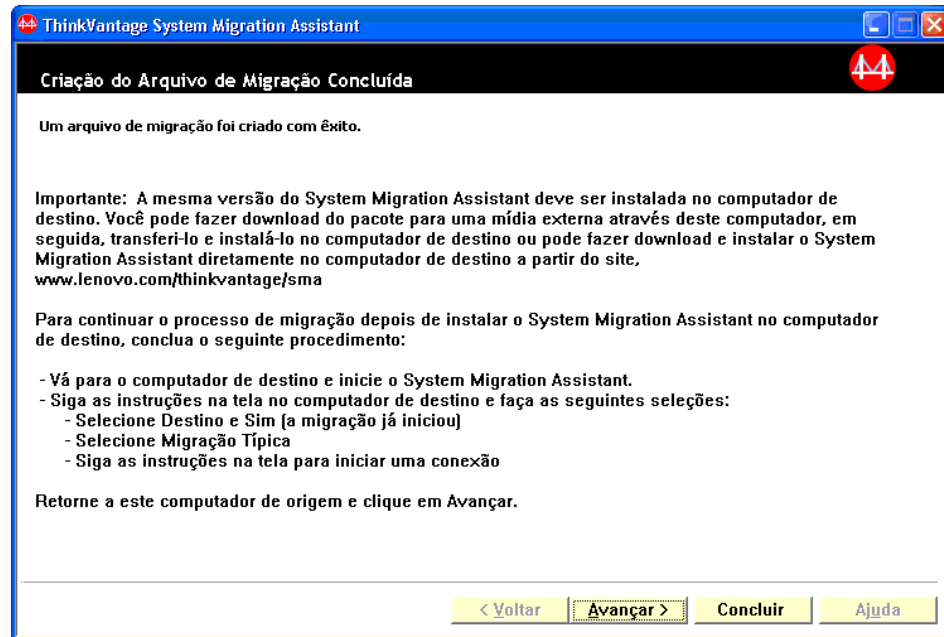 ThinkVantage System Migration Assistant
Criação do Arquivo de Migração Concluída
Um arquivo de migração foi criado com êxito.
Importante: A mesma versão do System Migration Assistant deve ser instalada no computador de
destino. Você pode fazer download do pacote para uma mídia externa através deste computador, em
seguida, transferi-lo e instalá-lo no computador de destino ou pode fazer download e instalar o System
Migration Assistant diretamente no computador de destino a partir do site,
www.lenovo.com/thinkvantage/sma
Para continuar o processo de migração depois de instalar o System Migration Assistant no computador
de destino, conclua o seguinte procedimento:
- Vá para o computador de destino e inicie o System Migration Assistant.
- Siga as instruções na tela no computador de destino e faça as seguintes seleções:
- Selecione Destino e Sim (a migração já iniciou)
- Selecione Migração Típica
- Siga as instruções na tela para iniciar uma conexão
Retorne a este computador de origem e clique em Avançar.
< Voltar Avançar > Concluir Ajuda